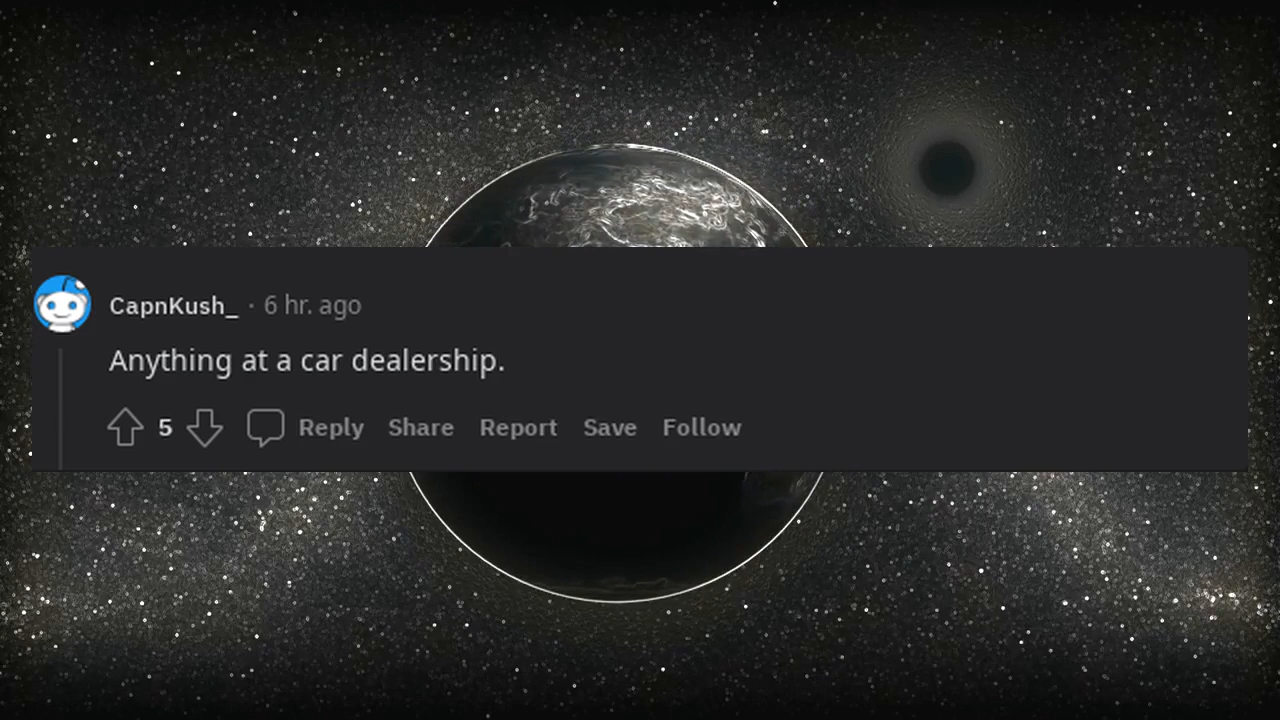 CapnKush_ · 6 hr. ago
Anything at a car dealership.
5 Reply Share Report Save Follow